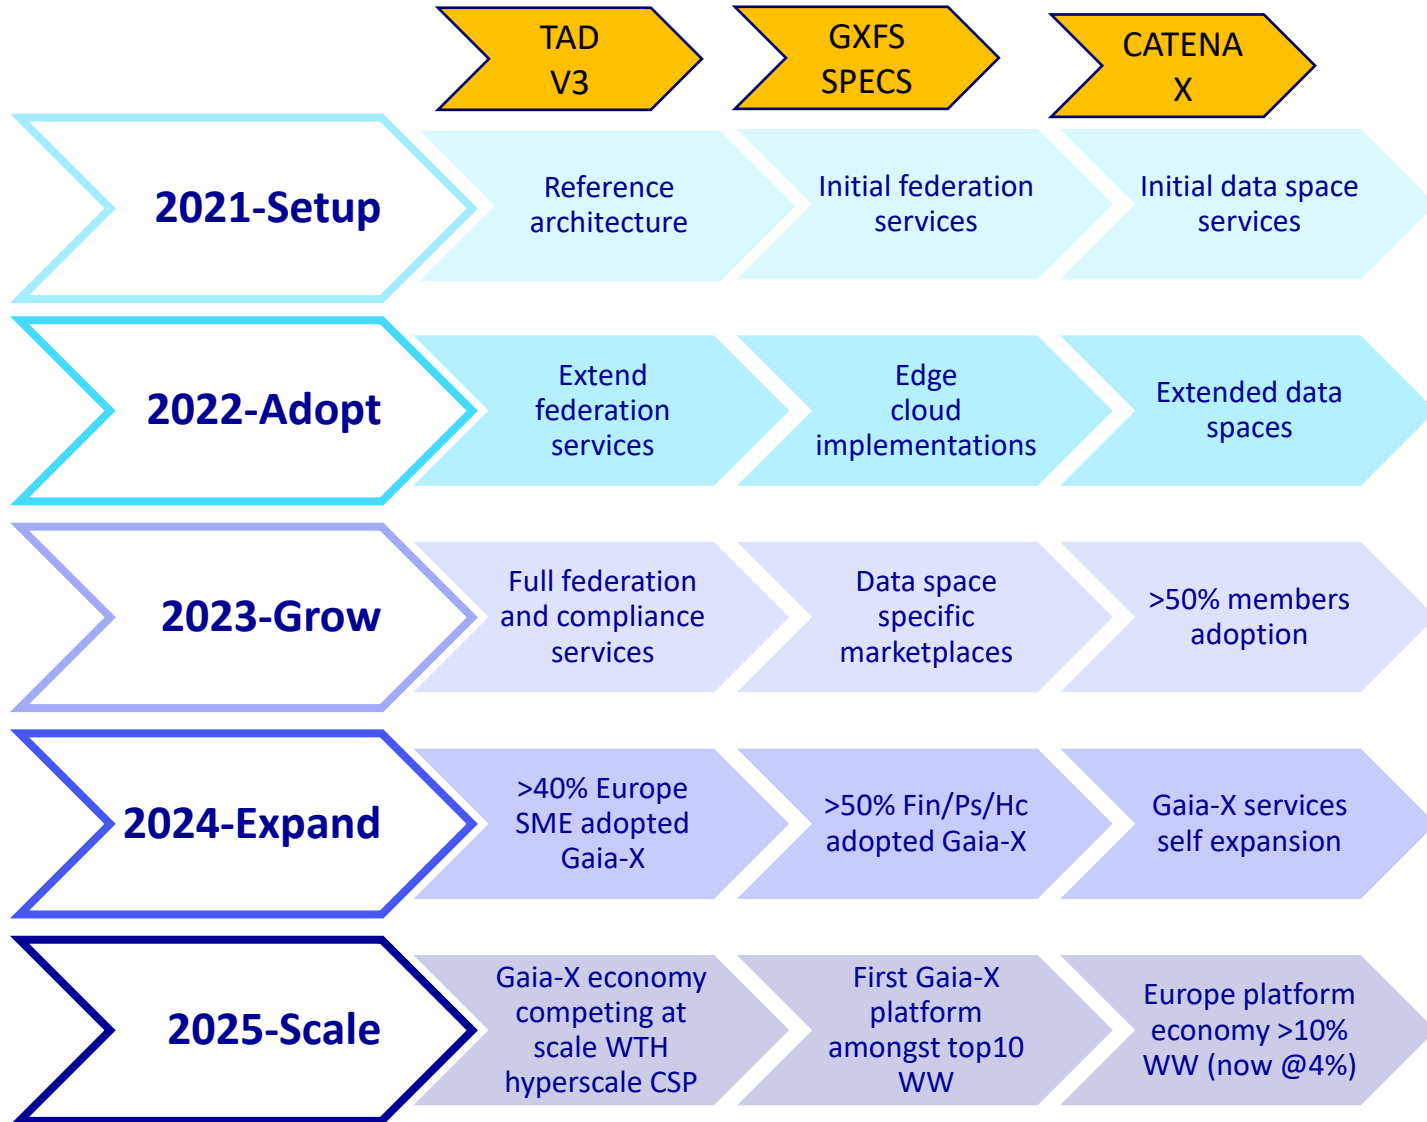 TAD
V3
GXFS
SPECS
CATENA
X
2021-Setup
Reference
architecture
Initial federation
services
Initial data space
services
2022-Adopt
Extend
federation
services
Edge
cloud
implementations
Extended data
spaces
2023-Grow
Full federation
and compliance
services
Data space
specific
marketplaces
>50% members
adoption
2024-Expand
>40% Europe
SME adopted
Gaia-X
>50% Fin/Ps/Hc
adopted Gaia-X
Gaia-X services
self expansion
2025-Scale
Gaia-X economy
competing at
scale WTH
hyperscale CSP
First Gaia-X
platform
amongst top10
WW
Europe platform
economy >10%
WW (now @4%)